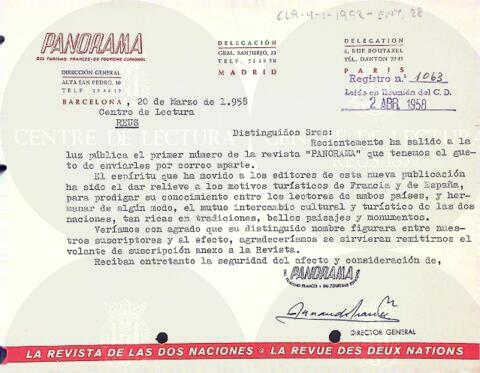 CLR-4-1-1958-ENT, 88
PANORAMA
DEL TURISMO FRANCES - DU TOURISME ESPAGNOL
DIRECCIÓN GENERAL
ALTA SAN PEDRO, 10
BARCELONA,
DELEGACIÓN
GRAL. SANJURJO, 33
MADRID
DELEGATION
6, RUE BOUTAREL
TÉL. DANTON
PARIS
Registro n.º 1063
Leído en Reunión del C. D.
2 ABR. 1958
20 de Marzo de 1.958
Centro de Lectura
REUS
Distinguidos Sres:
Recientemente ha salido a la
luz pública el primer número de la revista "PANORAMA" que tenemos el gus-
to de enviarles por correo aparte.
El espíritu que ha movido a los editores de esta nueva publicación
ha sido el dar relieve a los motivos turísticos de Francia y de España,
para prodigar su conocimiento entre los lectores de ambos países, y her-
manar de algún modo, el mutuo intercambio cultural y turístico de las dos
naciones, tan ricas en tradiciones, bellos paisajes y monumentos.
Veríamos con agrado que su distinguido nombre figurara entre nues-
tros suscriptores y al efecto, agradeceríamos se sirvieran remitirnos el
volante de suscripción anexo a la Revista.
Reciban entretanto la seguridad del afecto y consideración de,
PANORAMA
DIRECTOR GENERAL
LA REVISTA DE LAS DOS NACIONES - LA REVUE DES DEUX NATIONS
CENTRE DE LECTURA